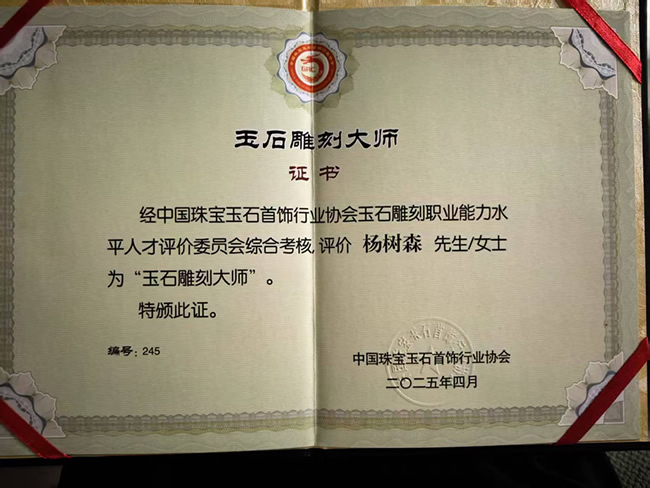 玉石雕刻大师
证书
经中国珠宝玉石首饰行业协会玉石雕刻职业能力水
平人才评价委员会综合考核,评价 杨树森 先生/女士
为“玉石雕刻大师”。
特颁此证。
编号:245
中国珠宝玉石首饰行业协会
二〇二五年四月